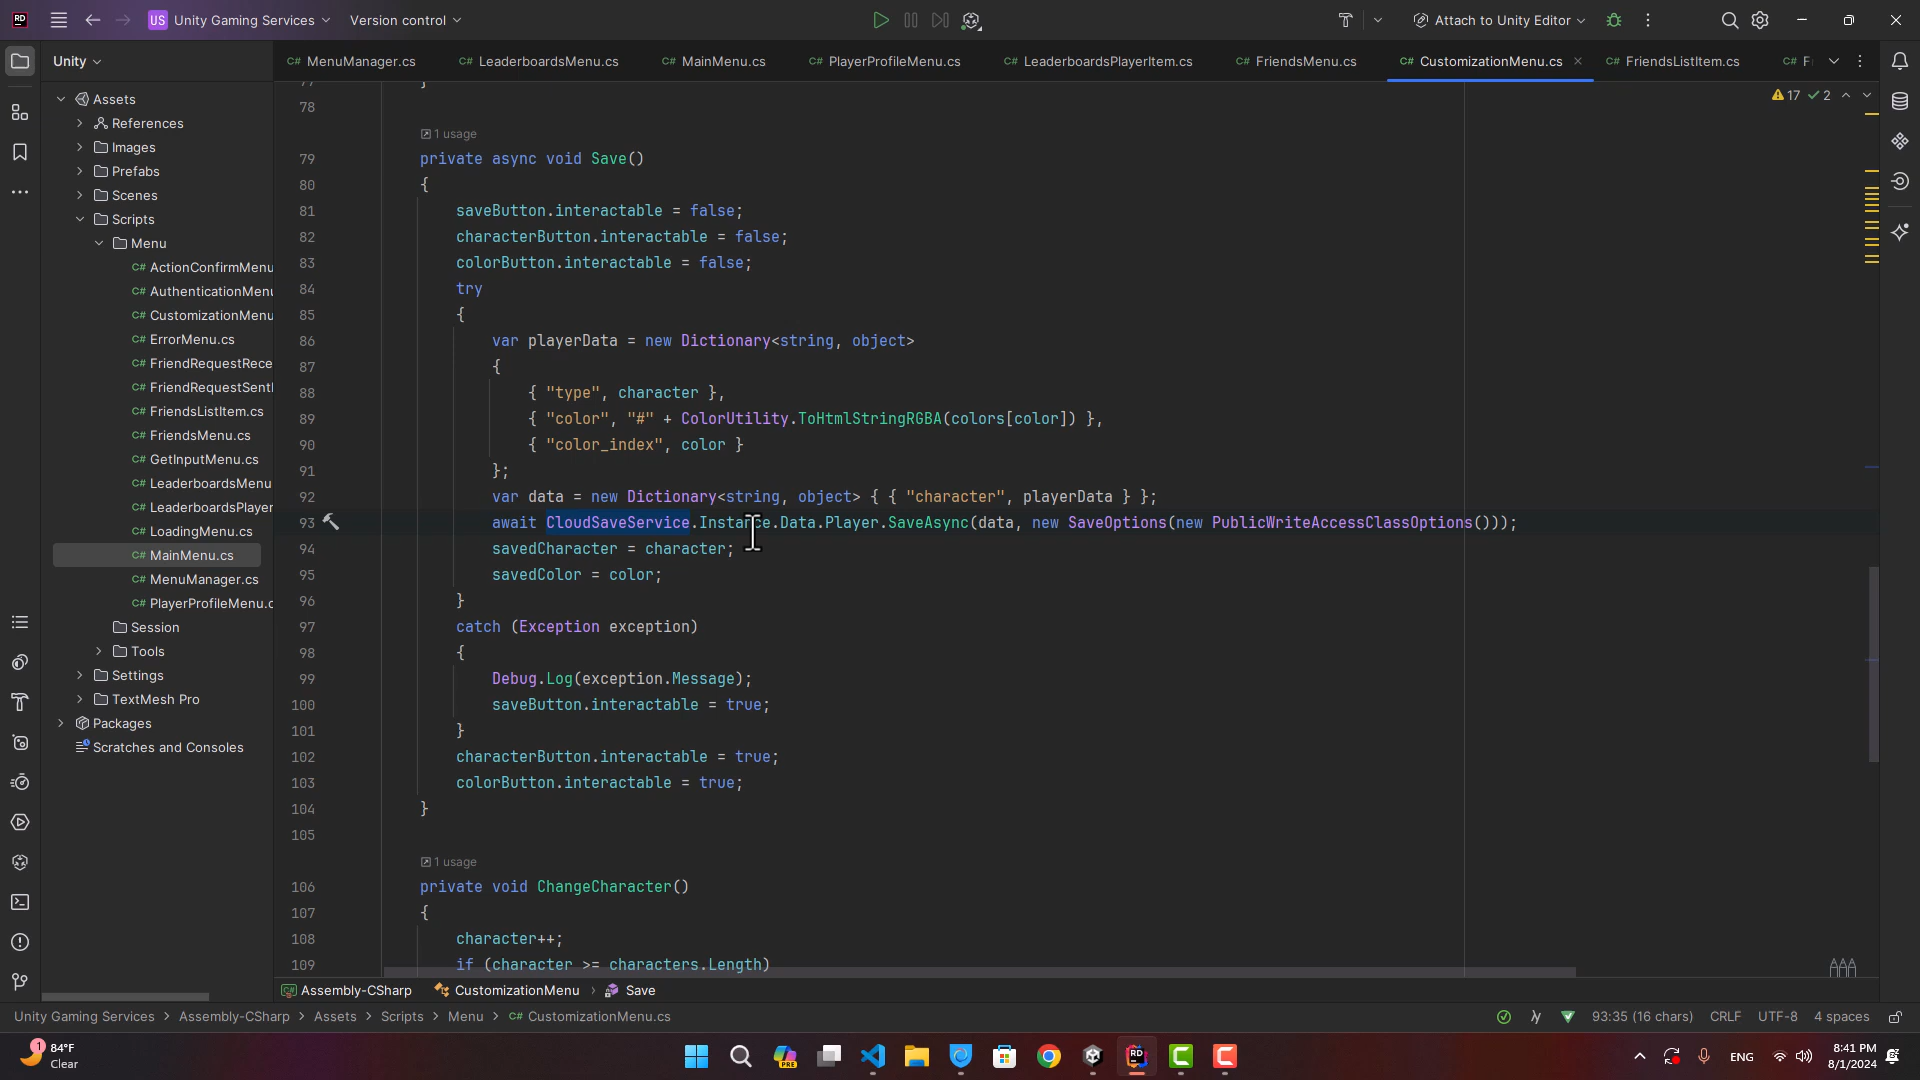 RD
US
Unity Gaming Services
Version control
Attach to Unity Editor
Unity
C# MenuManager.cs
C# LeaderboardsMenu.cs
C# MainMenu.cs
C# PlayerProfileMenu.cs
C# LeaderboardsPlayerItem.cs
C# FriendsMenu.cs
C# CustomizationMenu.cs
C# FriendsListItem.cs
C# F
Assets
References
Images
Prefabs
Scenes
Scripts
Menu
C# ActionConfirmMenu
C# AuthenticationMenu
C# CustomizationMenu
C# ErrorMenu.cs
C# FriendRequestRece
C# FriendRequestSentl
C# FriendsListItem.cs
C# FriendsMenu.cs
C# GetInputMenu.cs
C# LeaderboardsMenu
C# LeaderboardsPlayer
C# LoadingMenu.cs
C# MainMenu.cs
C# MenuManager.cs
C# PlayerProfileMenu.c
Session
Tools
Settings
TextMesh Pro
Packages
Scratches and Consoles
17 2
77 }
78
1 usage
79 private async void Save()
80 {
81 saveButton.interactable = false;
82 characterButton.interactable = false;
83 colorButton.interactable = false;
84 try
85 {
86 var playerData = new Dictionary<string, object>
87 {
88 { "type", character },
89 { "color", "#" + ColorUtility.ToHtmlStringRGBA(colors[color]) },
90 { "color_index", color }
91 };
92 var data = new Dictionary<string, object> { { "character", playerData } };
93 await CloudSaveService.Instance.Data.Player.SaveAsync(data, new SaveOptions(new PublicWriteAccessClassOptions()));
94 savedCharacter = character;
95 savedColor = color;
96 }
97 catch (Exception exception)
98 {
99 Debug.Log(exception.Message);
100 saveButton.interactable = true;
101 }
102 characterButton.interactable = true;
103 colorButton.interactable = true;
104 }
105
1 usage
106 private void ChangeCharacter()
107 {
108 character++;
109 if (character >= characters.Length)
Assembly-CSharp
CustomizationMenu › Save
Unity Gaming Services › Assembly-CSharp › Assets › Scripts › Menu › C# CustomizationMenu.cs
93:35 (16 chars) CRLF UTF-8 4 spaces
1
84°F
Clear
PRE
RD
ENG
8:41 PM
8/1/2024